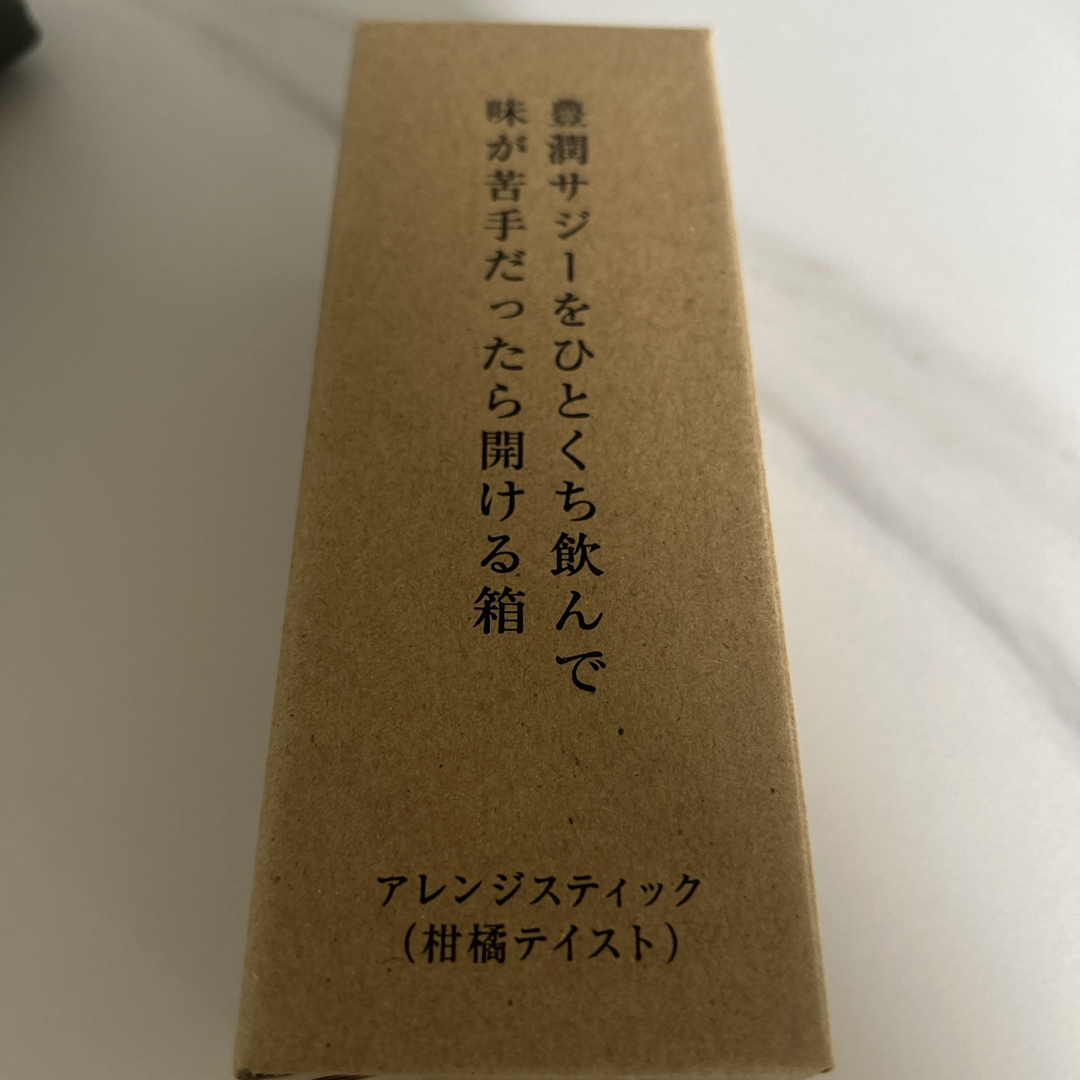 豊潤サジーをひとくち飲んで
味が苦手だったら開ける箱
アレンジスティック
（柑橘テイスト）